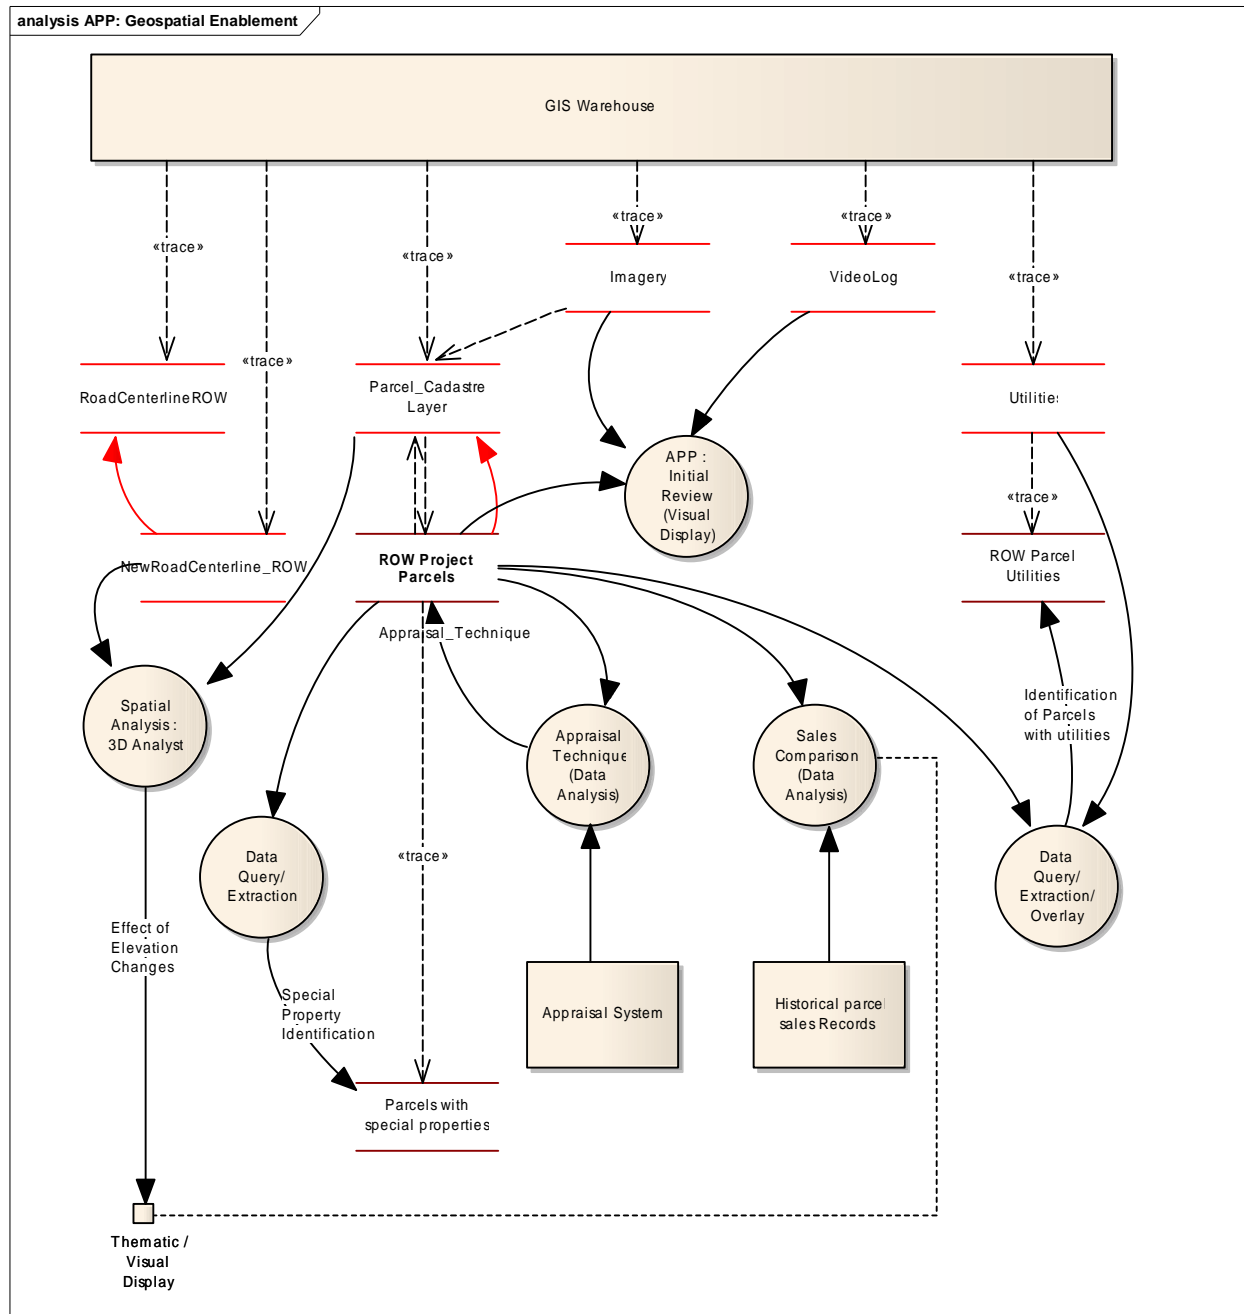 analysis APP: Geospatial Enablement
GIS Warehouse
«trace»
«trace»
«trace»
«trace»
«trace»
«trace»
Imagery
VideoLog
RoadCenterlineROW
Parcel_Cadastre
Layer
Utilities
APP :
Initial
Review
(Visual
Display)
«trace»
NewRoadCenterline_ROW
ROW Project
Parcels
ROW Parcel
Utilities
Appraisal_Technique
Spatial
Analysis :
3D Analyst
Appraisal
Technique
(Data
Analysis)
Sales
Comparison
(Data
Analysis)
Identification
of Parcels
with utilities
Data
Query/
Extraction
«trace»
Data
Query/
Extraction/
Overlay
Effect of
Elevation
Changes
Special
Property
Identification
Appraisal System
Historical parcel
sales Records
Parcels with
special properties
Thematic /
Visual
Display